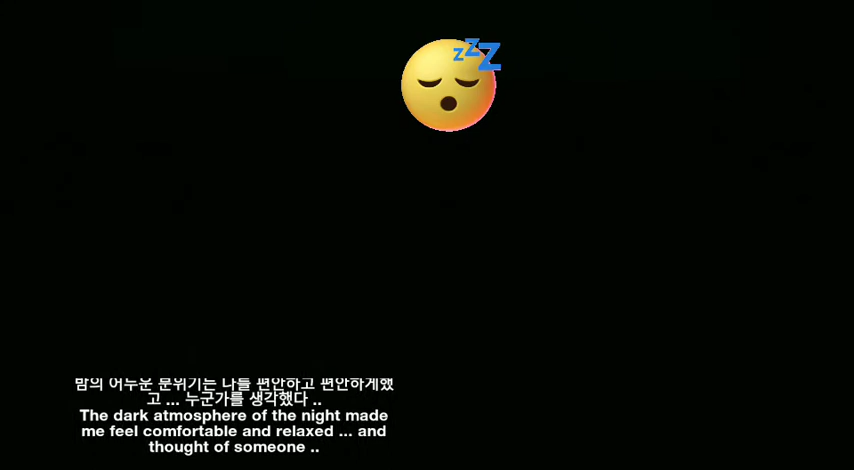 zzZ
밤의 어두운 분위기는 나를 편안하고 편안하게했
고 ... 누군가를 생각했다 ..
The dark atmosphere of the night made
me feel comfortable and relaxed ... and
thought of someone ..